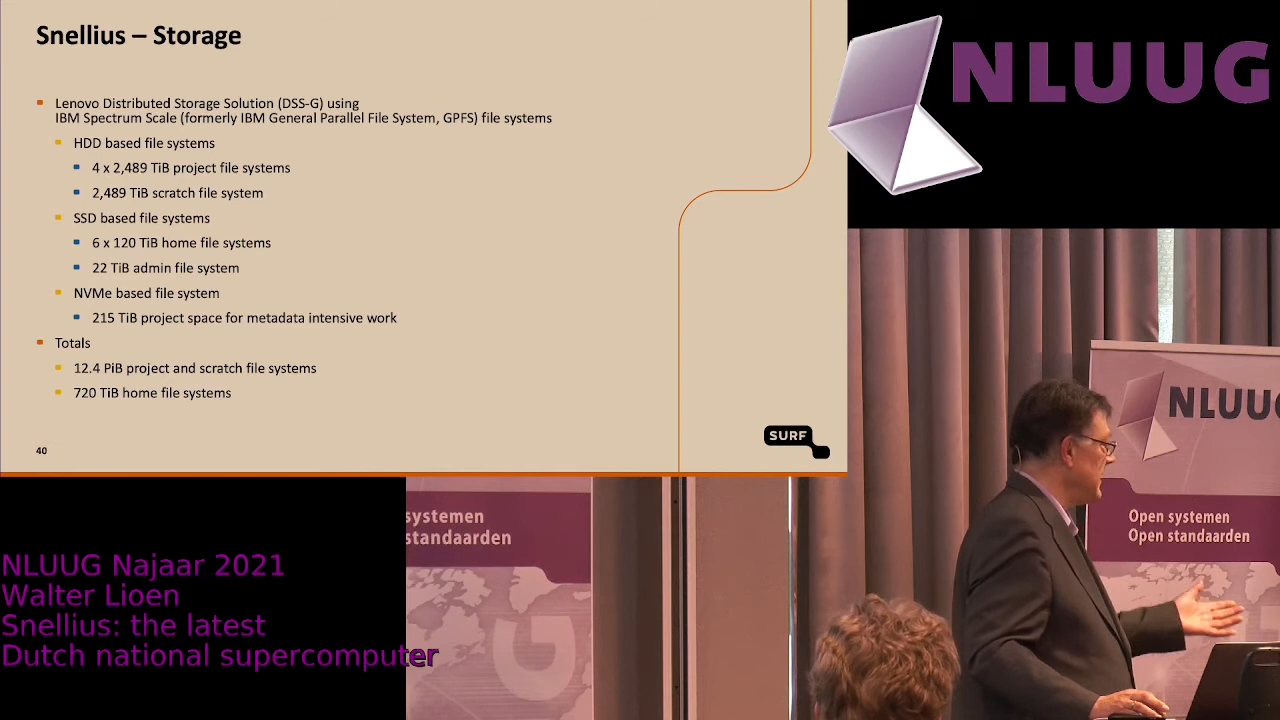 Snellius – Storage
Lenovo Distributed Storage Solution (DSS-G) using
IBM Spectrum Scale (formerly IBM General Parallel File System, GPFS) file systems
HDD based file systems
4 x 2,489 TiB project file systems
2,489 TiB scratch file system
SSD based file systems
6 x 120 TiB home file systems
22 TiB admin file system
NVMe based file system
215 TiB project space for metadata intensive work
Totals
12.4 PiB project and scratch file systems
720 TiB home file systems
40
SURF
NLUUG
NLUU
Open systemen
Open standaarden
systemen
standaarden
G
NLUUG Najaar 2021
Walter Lioen
Snellius: the latest
Dutch national supercomputer